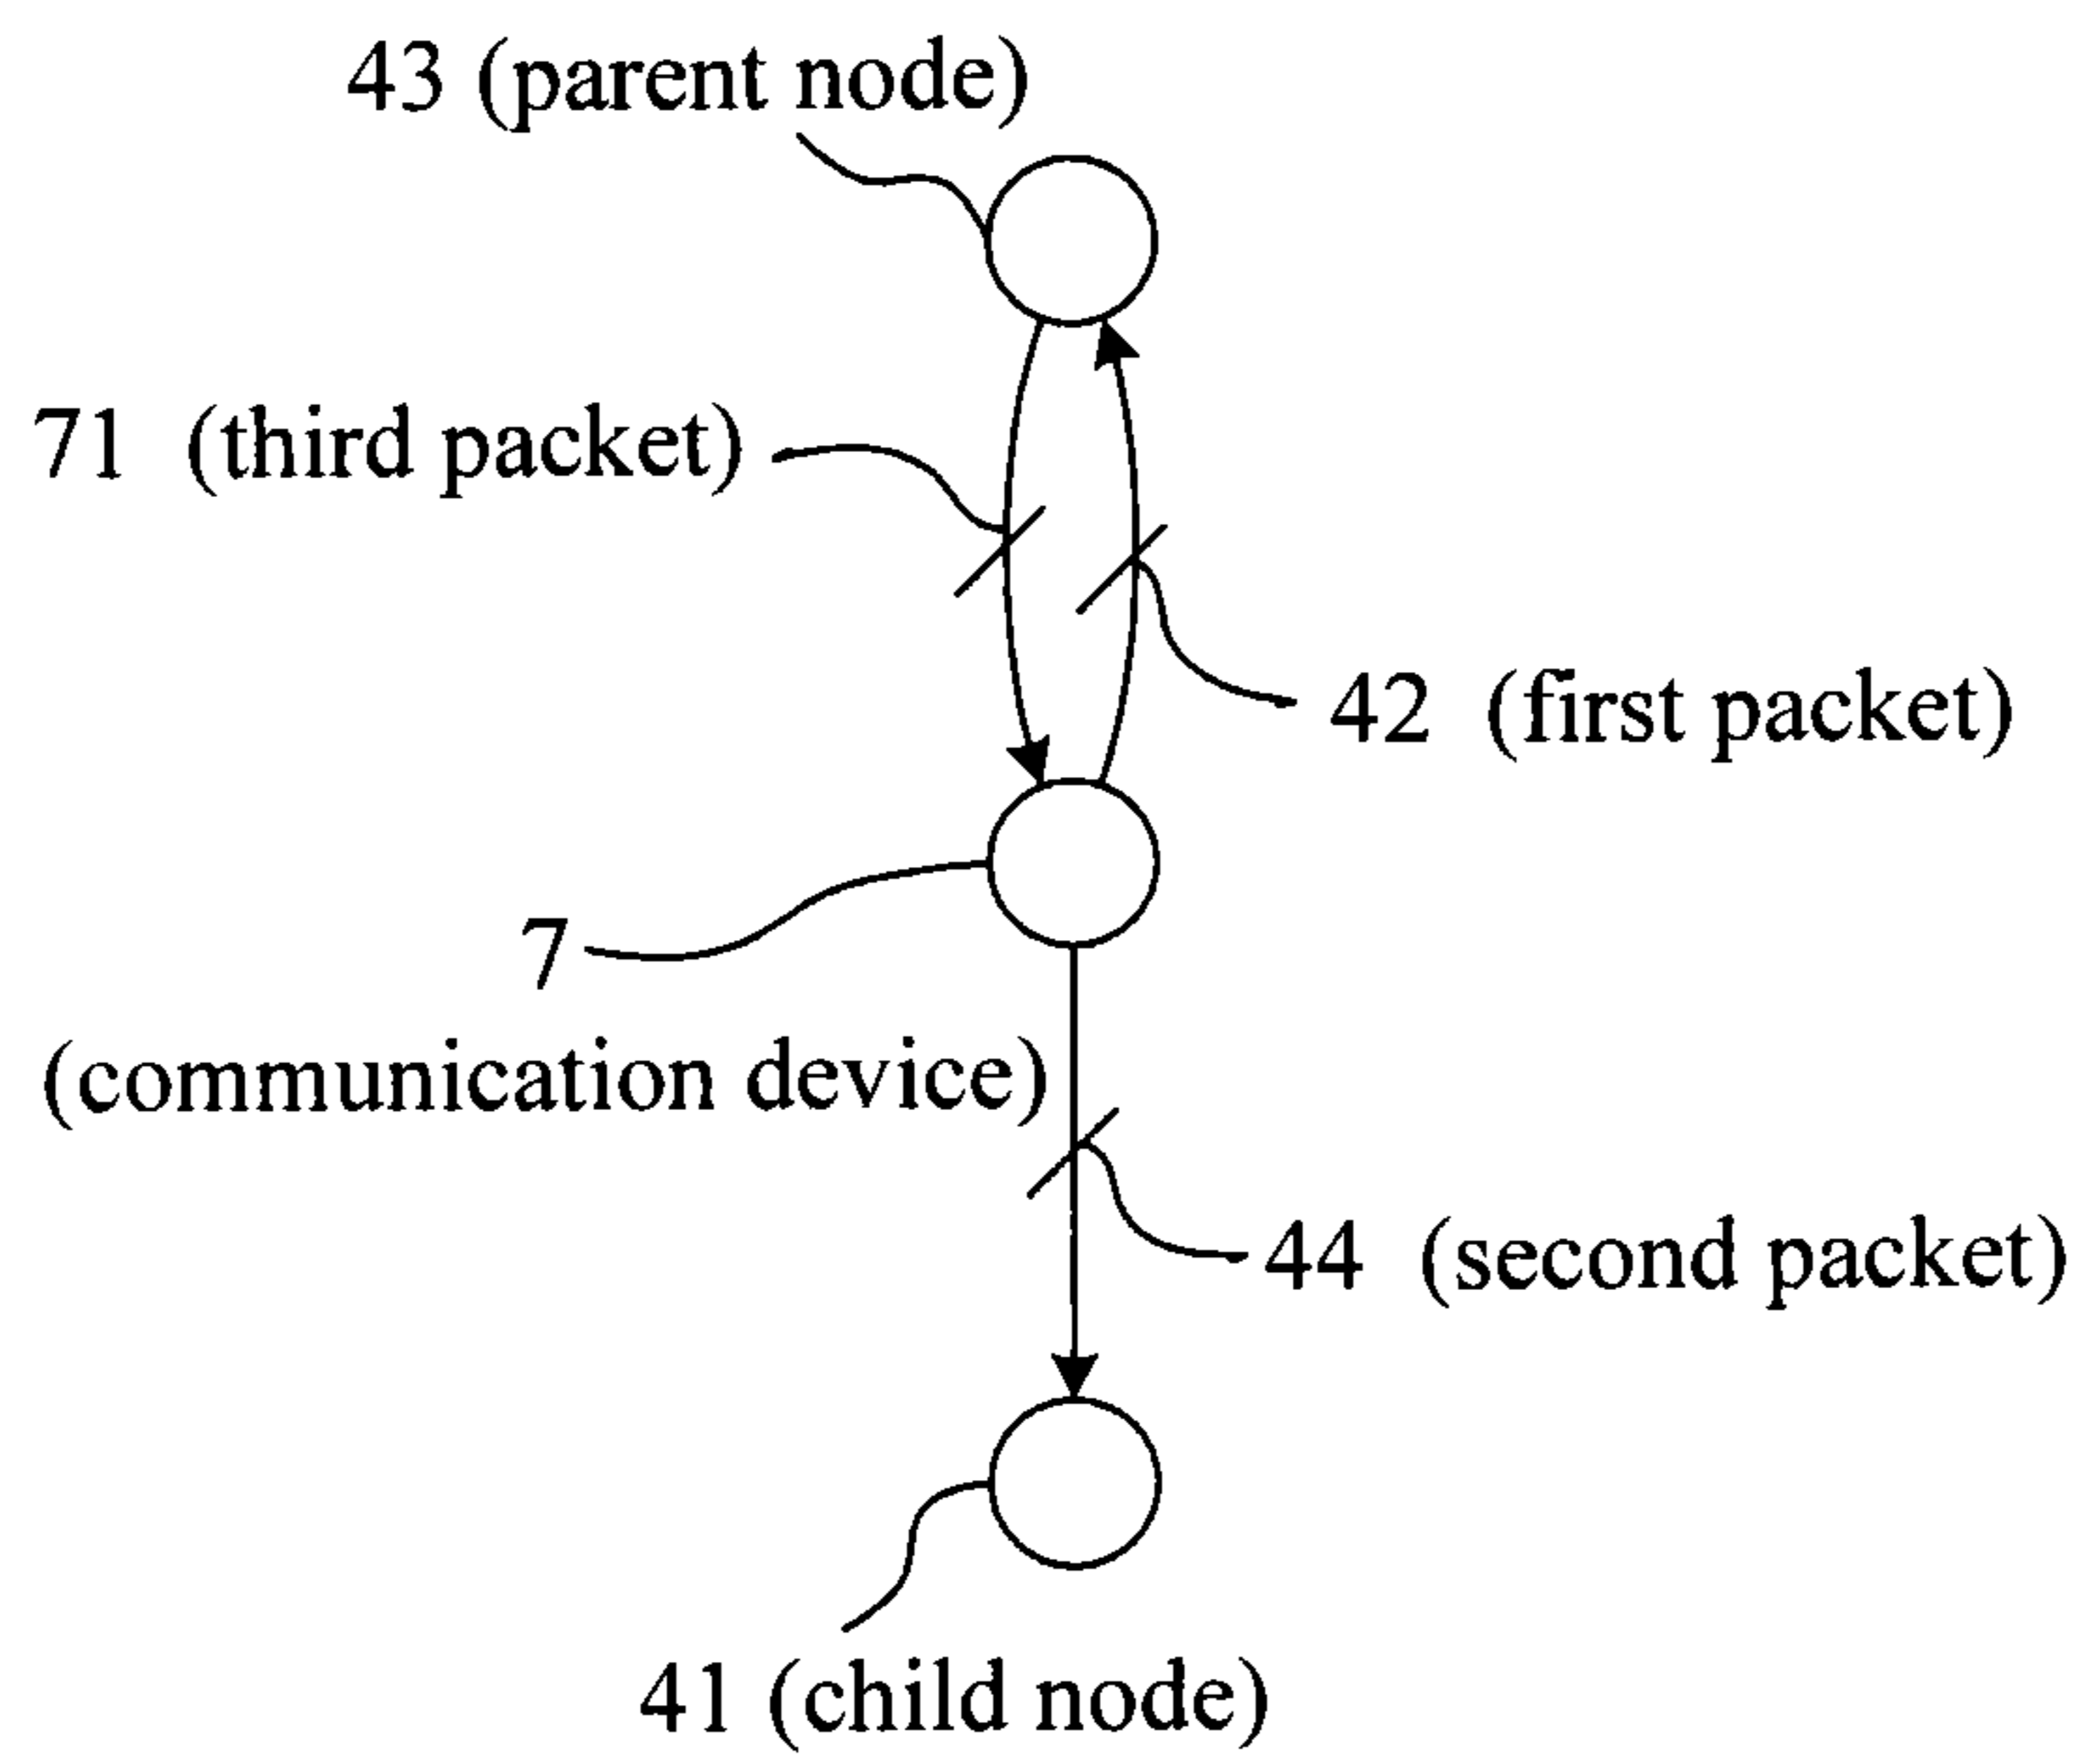 43 (parent node)
71 (third packet)
42 (first packet)
7
(communication device)
44 (second packet)
41 (child node)